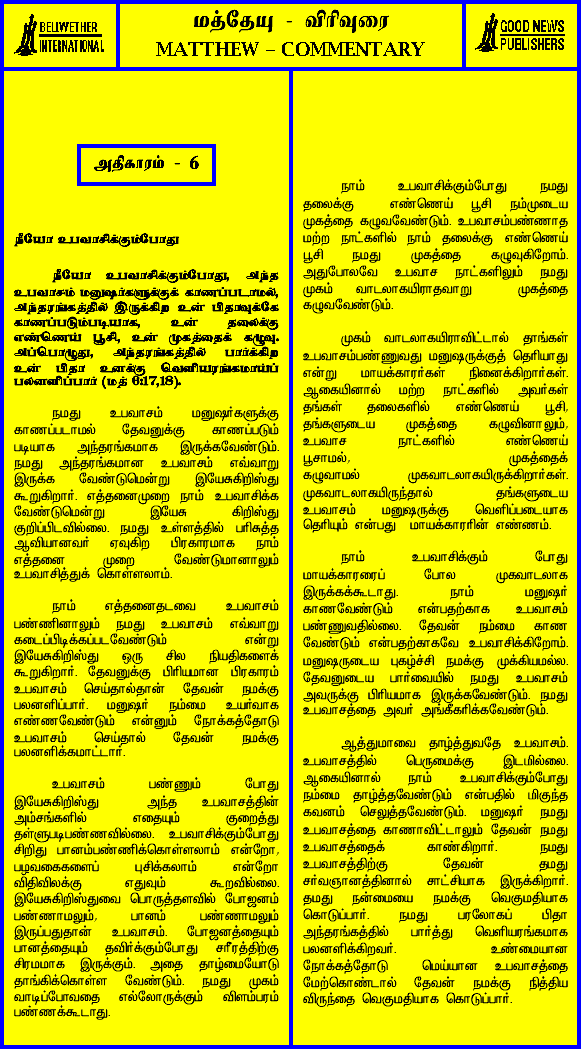 BELIWETHER
INTERNATIONAL
மத்தேயு - விரிவுரை
MATTHEW – COMMENTARY
GOOD NEWS
PUBLISHERS
அதிகாரம் - 6
நீயோ உபவாசிக்கும்போது
நீயோ உபவாசிக்கும்போது, அந்த
உபவாசம் மனுஷர்களுக்குக் காணப்படாமல்,
அந்தரங்கத்தில் இருக்கிற உன் பிதாவுக்கே
காணப்படும்படியாக, உன் தலைக்கு
எண்ணெய் பூசி, உன் முகத்தைக் கழுவு.
அப்பொழுது, அந்தரங்கத்தில் பார்க்கிற
உன் பிதா உனக்கு வெளியரங்கமாய்ப்
பலனளிப்பார் (மத் 6:17,18).
நமது உபவாசம் மனுஷர்களுக்கு
காணப்படாமல் தேவனுக்கு காணப்படும்
படியாக அந்தரங்கமாக இருக்கவேண்டும்.
நமது அந்தரங்கமான உபவாசம் எவ்வாறு
இருக்க வேண்டுமென்று இயேசுகிறிஸ்து
கூறுகிறார். எத்தனைமுறை நாம் உபவாசிக்க
வேண்டுமென்று இயேசு கிறிஸ்து
குறிப்பிடவில்லை. நமது உள்ளத்தில் பரிசுத்த
ஆவியானவர் ஏவுகிற பிரகாரமாக நாம்
எத்தனை முறை வேண்டுமானாலும்
உபவாசித்துக் கொள்ளலாம்.
நாம் எத்தனைதடவை உபவாசம்
பண்ணினாலும் நமது உபவாசம் எவ்வாறு
கடைப்பிடிக்கப்படவேண்டும் என்று
இயேசுகிறிஸ்து ஒரு சில நியதிகளைக்
கூறுகிறார். தேவனுக்கு பிரியமான பிரகாரம்
உபவாசம் செய்தால்தான் தேவன் நமக்கு
பலனளிப்பார். மனுஷர் நம்மை உயர்வாக
எண்ணவேண்டும் என்னும் நோக்கத்தோடு
உபவாசம் செய்தால் தேவன் நமக்கு
பலனளிக்கமாட்டார்.
உபவாசம் பண்ணும் போது
இயேசுகிறிஸ்து அந்த உபவாசத்தின்
அம்சங்களில் எதையும் குறைத்து
தள்ளுபடிபண்ணவில்லை. உபவாசிக்கும்போது
சிறிது பானம்பண்ணிக்கொள்ளலாம் என்றோ,
பழவகைகளைப் புசிக்கலாம் என்றோ
விதிவிலக்கு எதுவும் கூறவில்லை.
இயேசுகிறிஸ்துவை பொருத்தளவில் போஜனம்
பண்ணாமலும், பானம் பண்ணாமலும்
இருப்பதுதான் உபவாசம். போஜனத்தையும்
பானத்தையும் தவிர்க்கும்போது சரீரத்திற்கு
சிரமமாக இருக்கும். அதை தாழ்மையோடு
தாங்கிக்கொள்ள வேண்டும். நமது முகம்
வாடிப்போவதை எல்லோருக்கும் விளம்பரம்
பண்ணக்கூடாது.
நாம் உபவாசிக்கும்போது நமது
தலைக்கு எண்ணெய் பூசி நம்முடைய
முகத்தை கழுவவேண்டும். உபவாசம்பண்ணாத
மற்ற நாட்களில் நாம் தலைக்கு எண்ணெய்
பூசி நமது முகத்தை கழுவுகிறோம்.
அதுபோலவே உபவாச நாட்களிலும் நமது
முகம் வாடலாகயிராதவாறு முகத்தை
கழுவவேண்டும்.
முகம் வாடலாகயிராவிட்டால் தாங்கள்
உபவாசம்பண்ணுவது மனுஷருக்குத் தெரியாது
என்று மாயக்காரர்கள் நினைக்கிறார்கள்.
ஆகையினால் மற்ற நாட்களில் அவர்கள்
தங்கள் தலைகளில் எண்ணெய் பூசி,
தங்களுடைய முகத்தை கழுவினாலும்,
உபவாச நாட்களில் எண்ணெய்
பூசாமல், முகத்தைக்
கழுவாமல் முகவாடலாகயிருக்கிறார்கள்.
முகவாடலாகயிருந்தால் தங்களுடைய
உபவாசம் மனுஷருக்கு வெளிப்படையாக
தெரியும் என்பது மாயக்காரரின் எண்ணம்.
நாம் உபவாசிக்கும் போது
மாயக்காரரைப் போல முகவாடலாக
இருக்கக்கூடாது. நாம் மனுஷர்
காணவேண்டும் என்பதற்காக உபவாசம்
பண்ணுவதில்லை. தேவன் நம்மை காண
வேண்டும் என்பதற்காகவே உபவாசிக்கிறோம்.
மனுஷருடைய புகழ்ச்சி நமக்கு முக்கியமல்ல.
தேவனுடைய பார்வையில் நமது உபவாசம்
அவருக்கு பிரியமாக இருக்கவேண்டும். நமது
உபவாசத்தை அவர் அங்கீகரிக்கவேண்டும்.
ஆத்துமாவை தாழ்த்துவதே உபவாசம்.
உபவாசத்தில் பெருமைக்கு இடமில்லை.
ஆகையினால் நாம் உபவாசிக்கும்போது
நம்மை தாழ்த்தவேண்டும் என்பதில் மிகுந்த
கவனம் செலுத்தவேண்டும். மனுஷர் நமது
உபவாசத்தை காணாவிட்டாலும் தேவன் நமது
உபவாசத்தைக் காண்கிறார். நமது
உபவாசத்திற்கு தேவன் தமது
சர்வஞானத்தினால் சாட்சியாக இருக்கிறார்.
தமது நன்மையை நமக்கு வெகுமதியாக
கொடுப்பார். நமது பரலோகப் பிதா
அந்தரங்கத்தில் பார்த்து வெளியரங்கமாக
பலனளிக்கிறவர். உண்மையான
நோக்கத்தோடு மெய்யான உபவாசத்தை
மேற்கொண்டால் தேவன் நமக்கு நித்திய
விருந்தை வெகுமதியாக கொடுப்பார்.